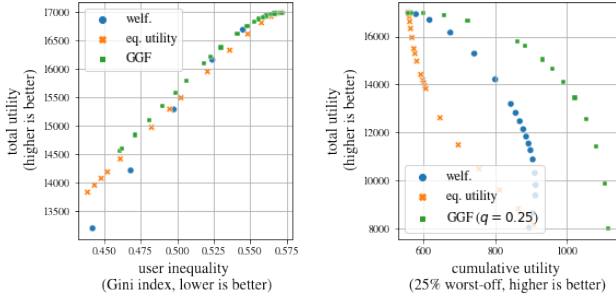 total utility
(higher is better)
17000
16500
16000
15500
15000
14500
14000
13500
welf.
eq. utility
GGF
0.450
0.475
0.500
0.525
0.550
0.575
user inequality
(Gini index, lower is better)
total utility
(higher is better)
16000
14000
12000
10000
8000
welf.
eq. utility
GGF (q = 0.25)
600
800
1000
cumulative utility
(25% worst-off, higher is better)